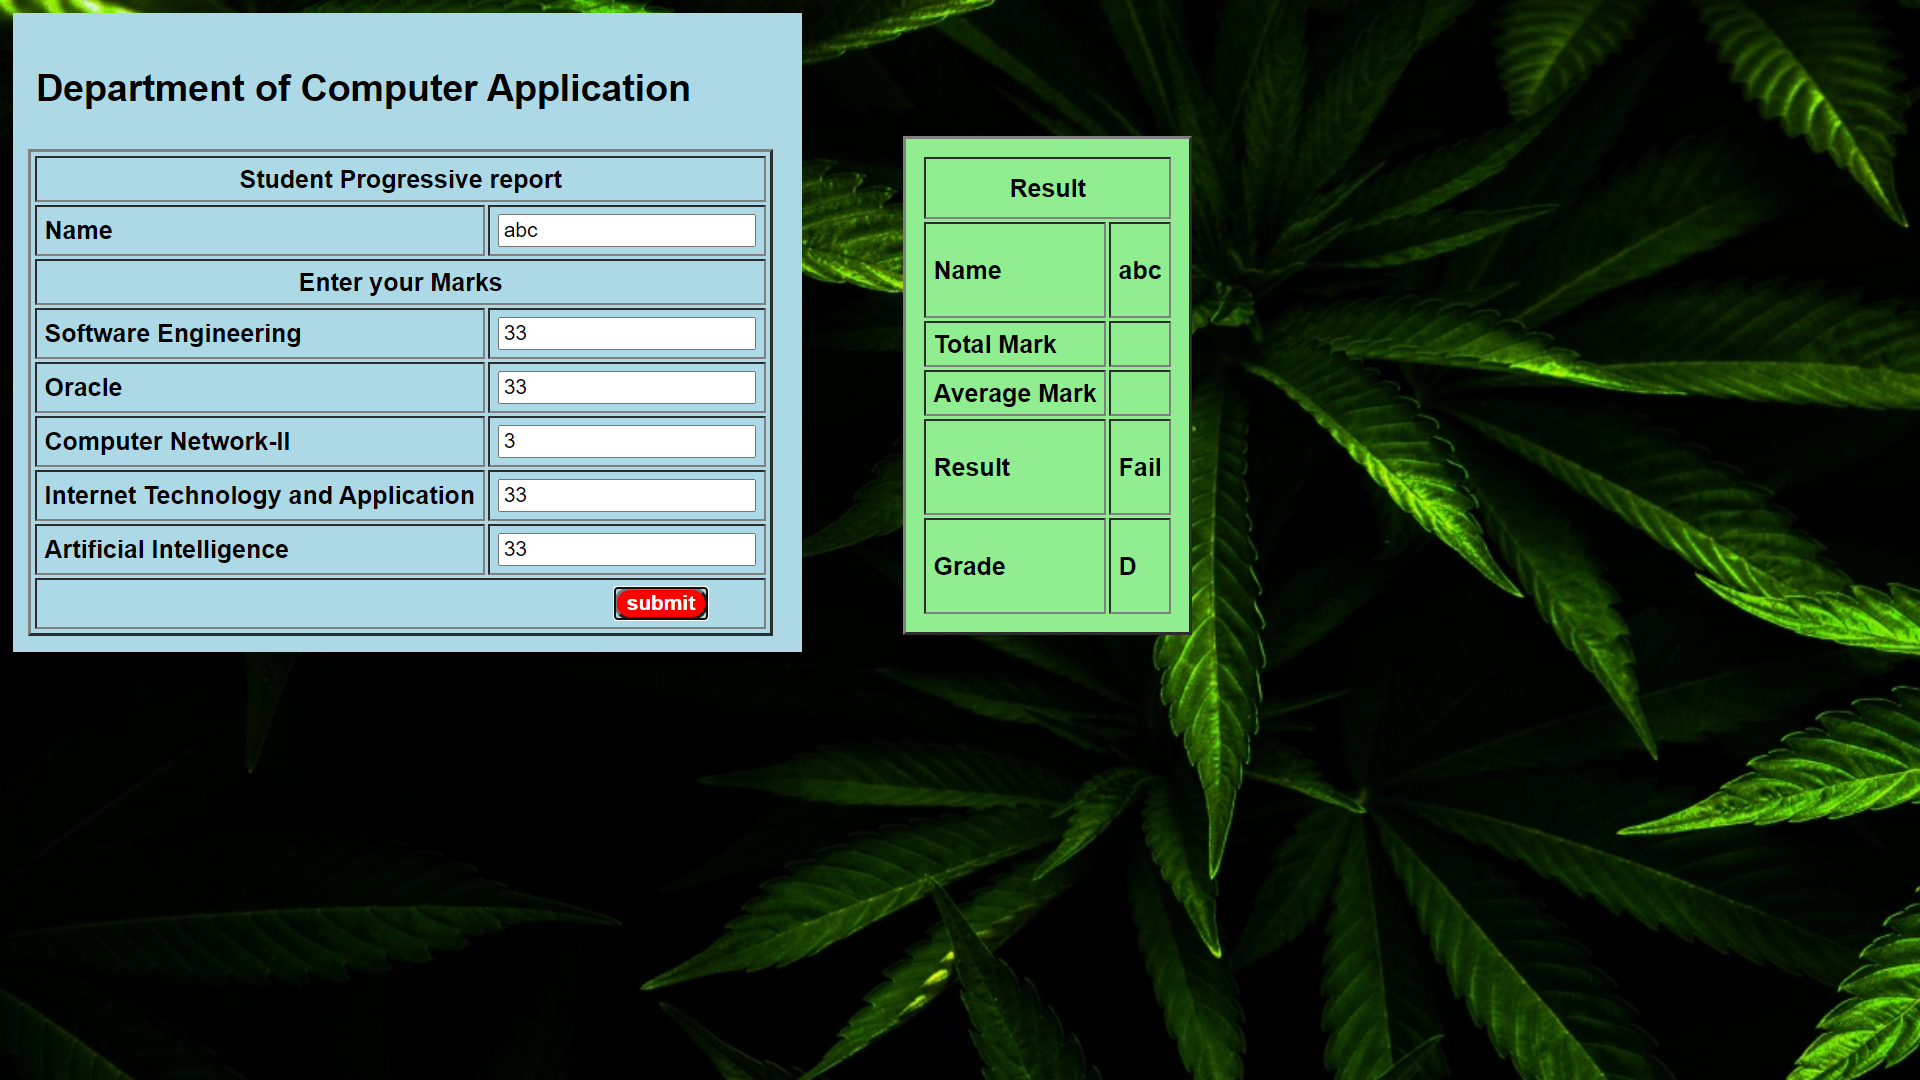 Department of Computer Application
Student Progressive report
Name abc
Enter your Marks
Software Engineering 33
Oracle 33
Computer Network-II 3
Internet Technology and Application 33
Artificial Intelligence 33
submit
Result
Name abc
Total Mark
Average Mark
Result Fail
Grade D